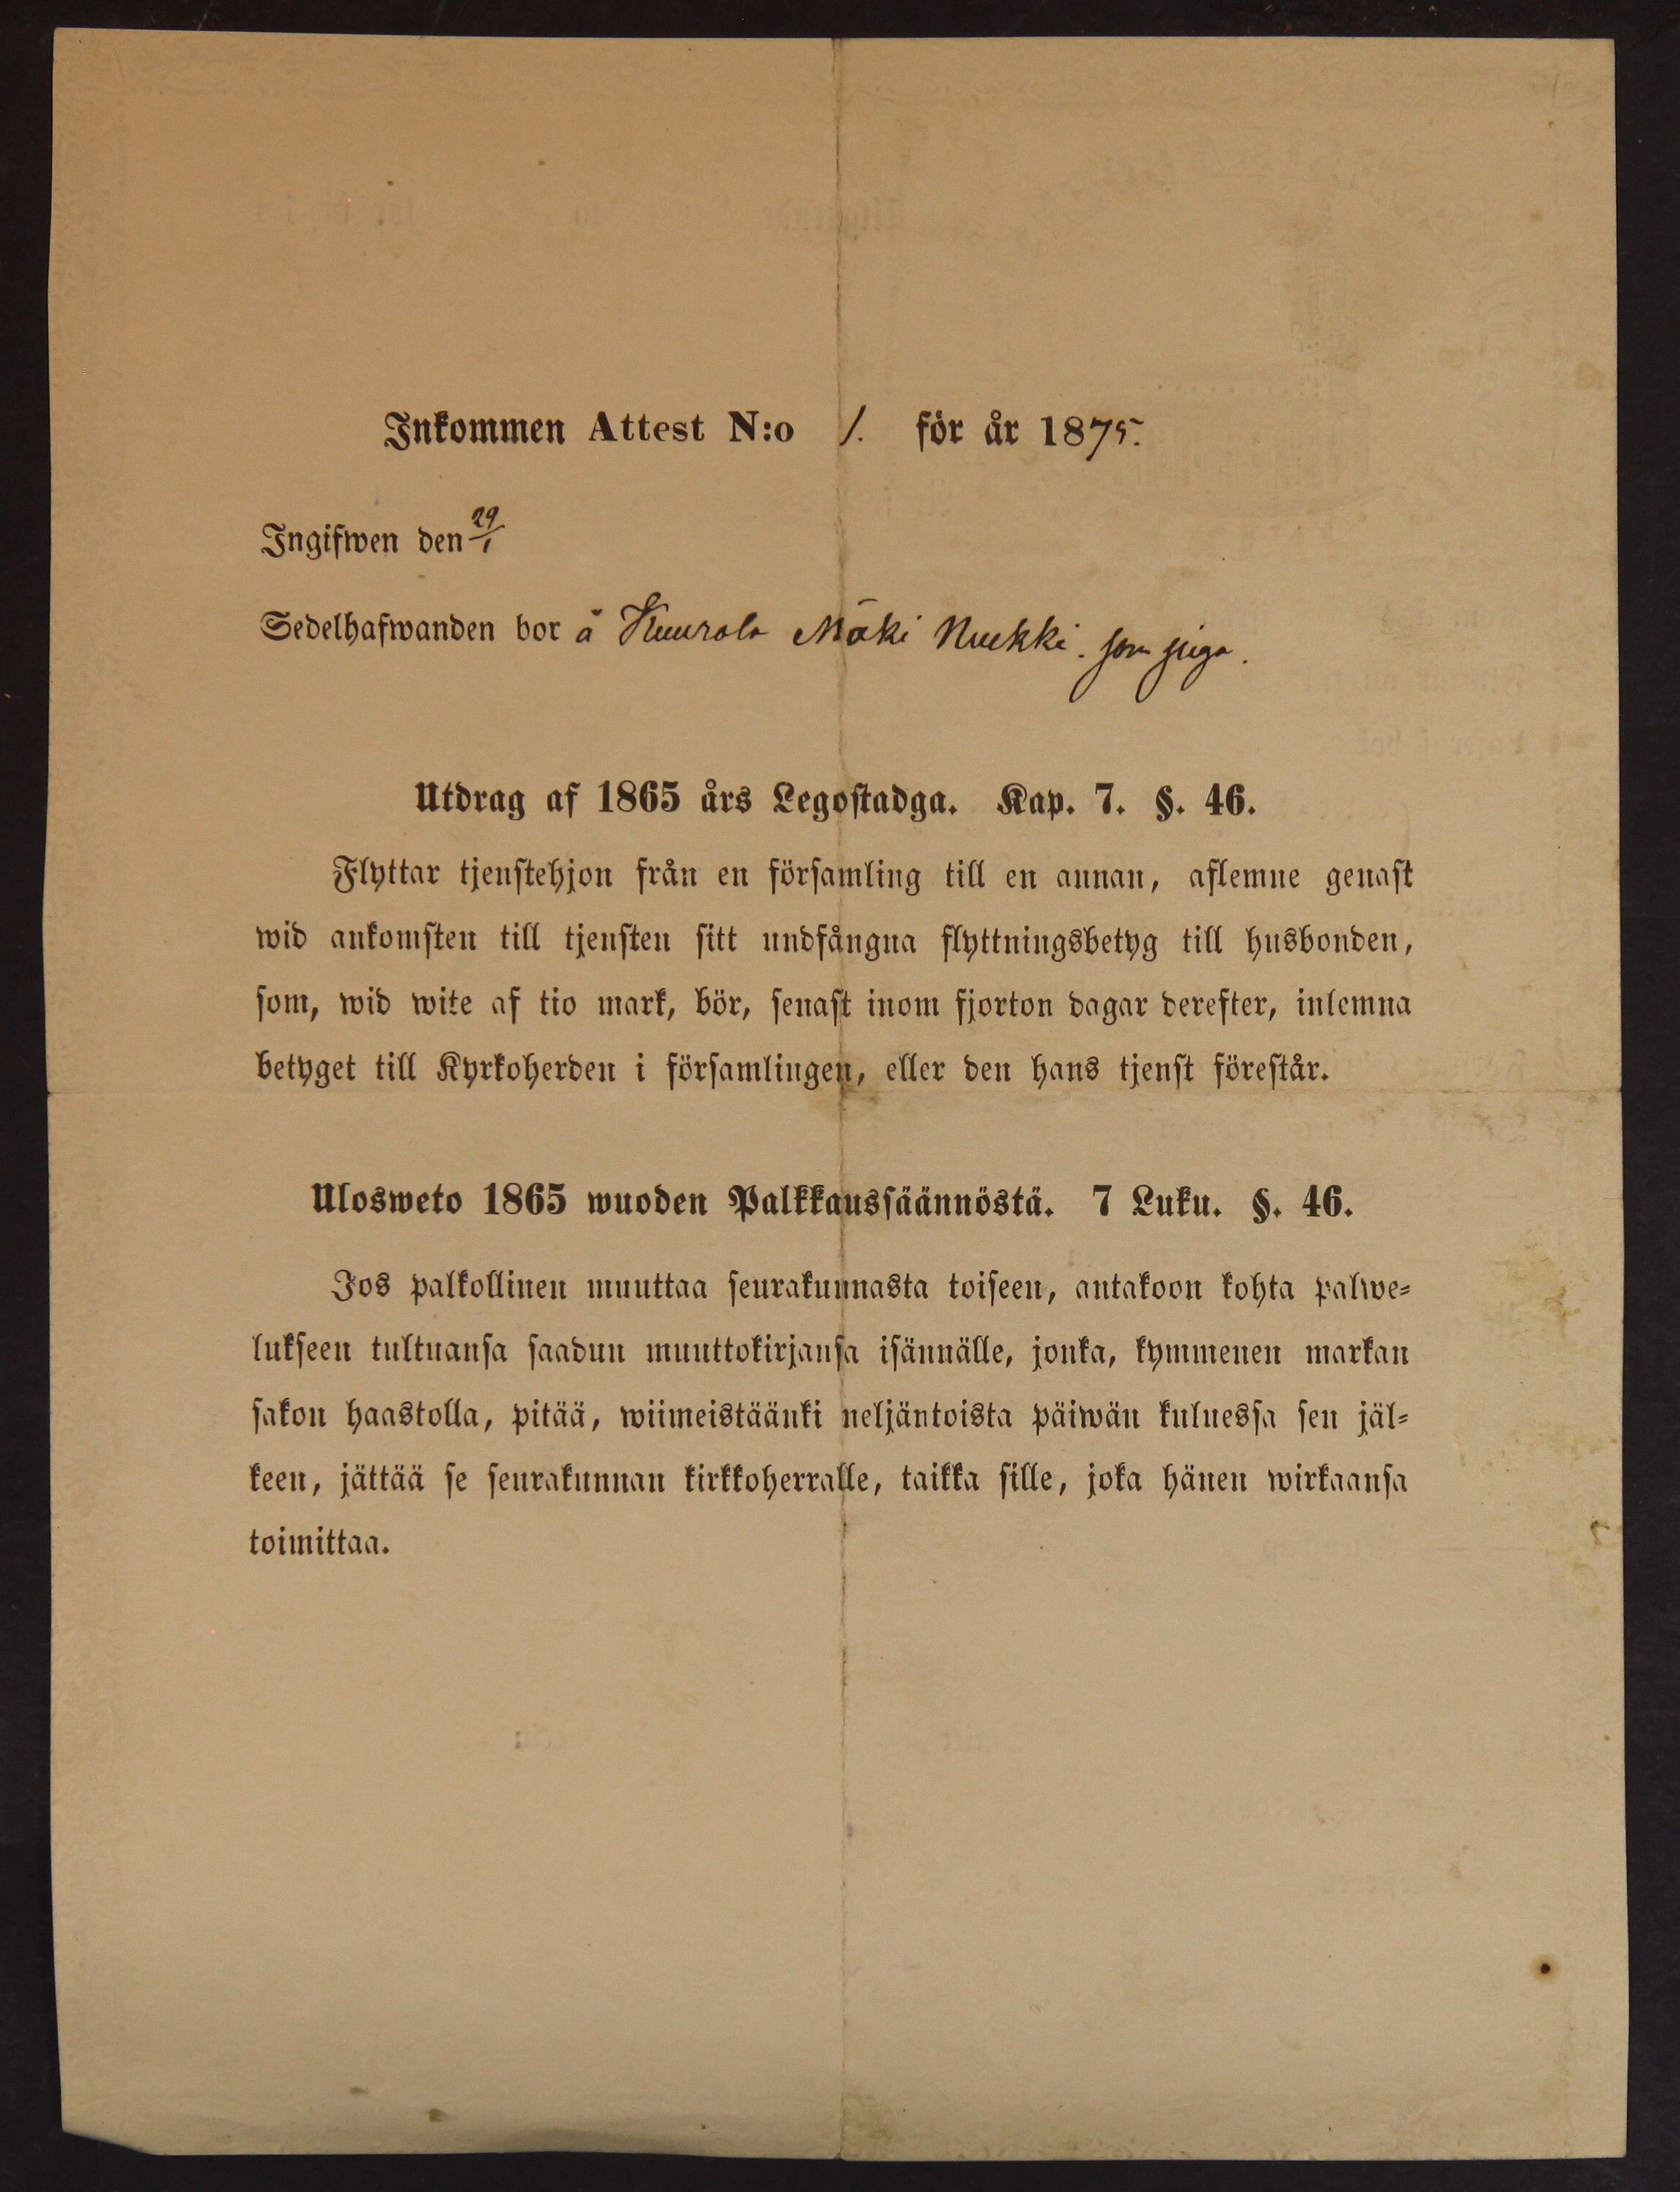 Inkommen Attest N:o 1. för år 1875.
Ingifwen den 29/1
Sedelhafwanden bor å Kuurola Mäki Nuekki. som piga.
Utdrag af 1865 års Legostadga. Kap. 7. §. 46.
Flyttar tjenstehjon från en församling till en annan, aflemne genast
wid ankomsten till tjensten sitt undfångna flyttningsbetyg till husbonden,
som, wid wite af tio mark, bör, senast inom fjorton dagar derefter, inlemna
betyget till Kyrkoherden i församlingen, eller den hans tjenst förestår.
Ulosweto 1865 wuoden Palkkaussäännöstä. 7 Luku. §. 46.
Jos palkollinen muuttaa seurakunnasta toiseen, antakoon kohta palwe=
lukseen tultuansa saadun muuttokirjansa isännälle, jonka, kymmenen markan
sakon haastolla, pitää, wiimeistäänki neljäntoista päiwän kuluessa sen jäl=
keen, jättää se seurakunnan kirkkoherralle, taikka sille, joka hänen wirkaansa
toimittaa.